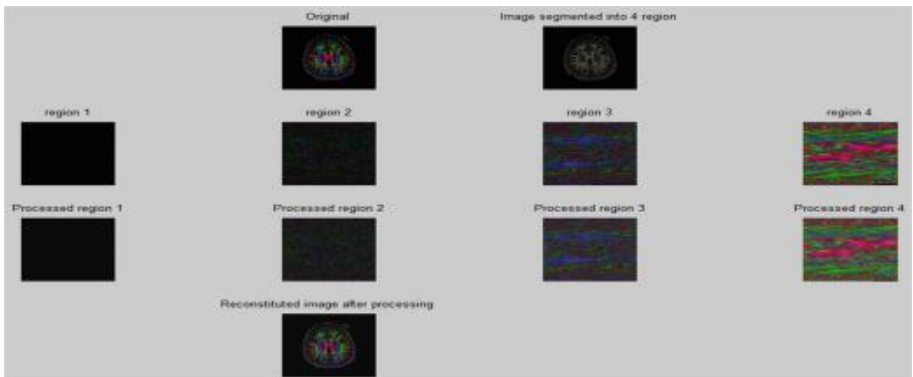 Original
Image segmented into 4 region
region 1
region 2
region 3
region 4
Processed region 1
Processed region 2
Processed region 3
Processed region 4
Reconstituted image after processing